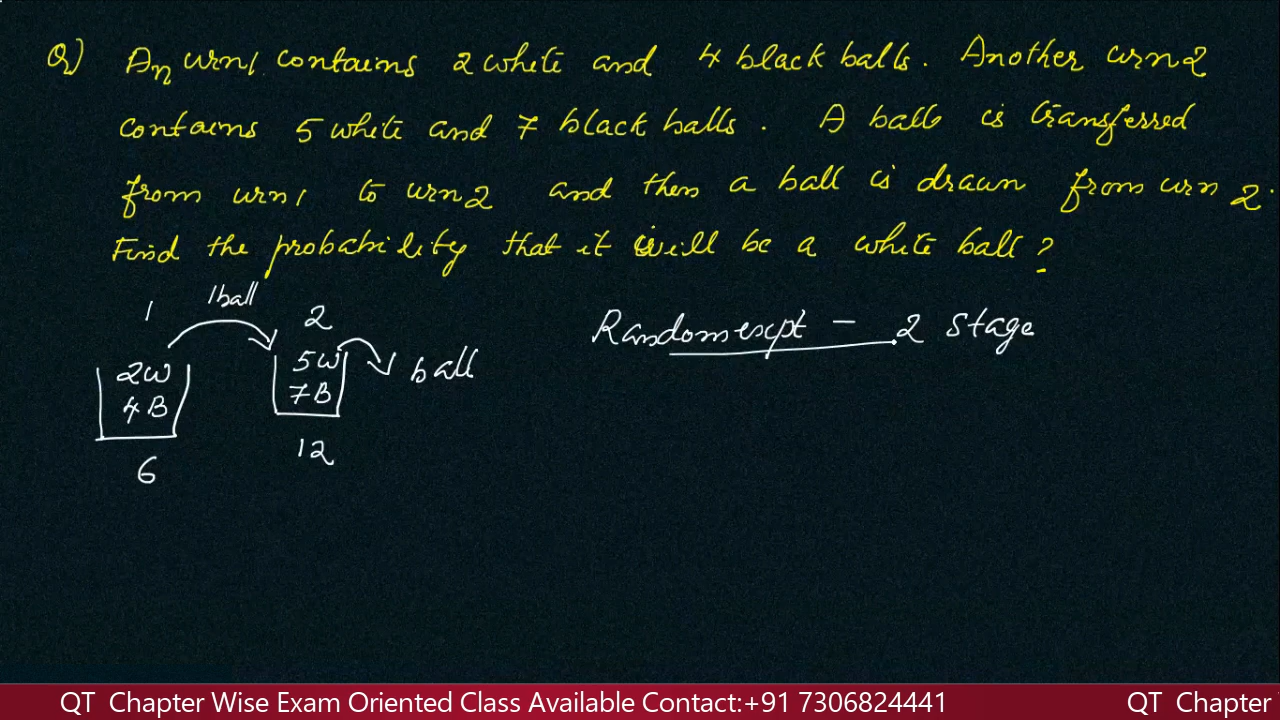 Q) An urn1 contains 2 white and 4 black balls. Another urn2
contains 5 white and 7 black balls. A ball is transferred
from urn1 to urn2 and then a ball is drawn from urn 2.
Find the probability that it will be a white ball?
1 1ball 2
2W
4B
6
5W
7B
12
ball
Random expt - 2 stage
QT Chapter Wise Exam Oriented Class Available Contact:+91 7306824441 QT Chapter